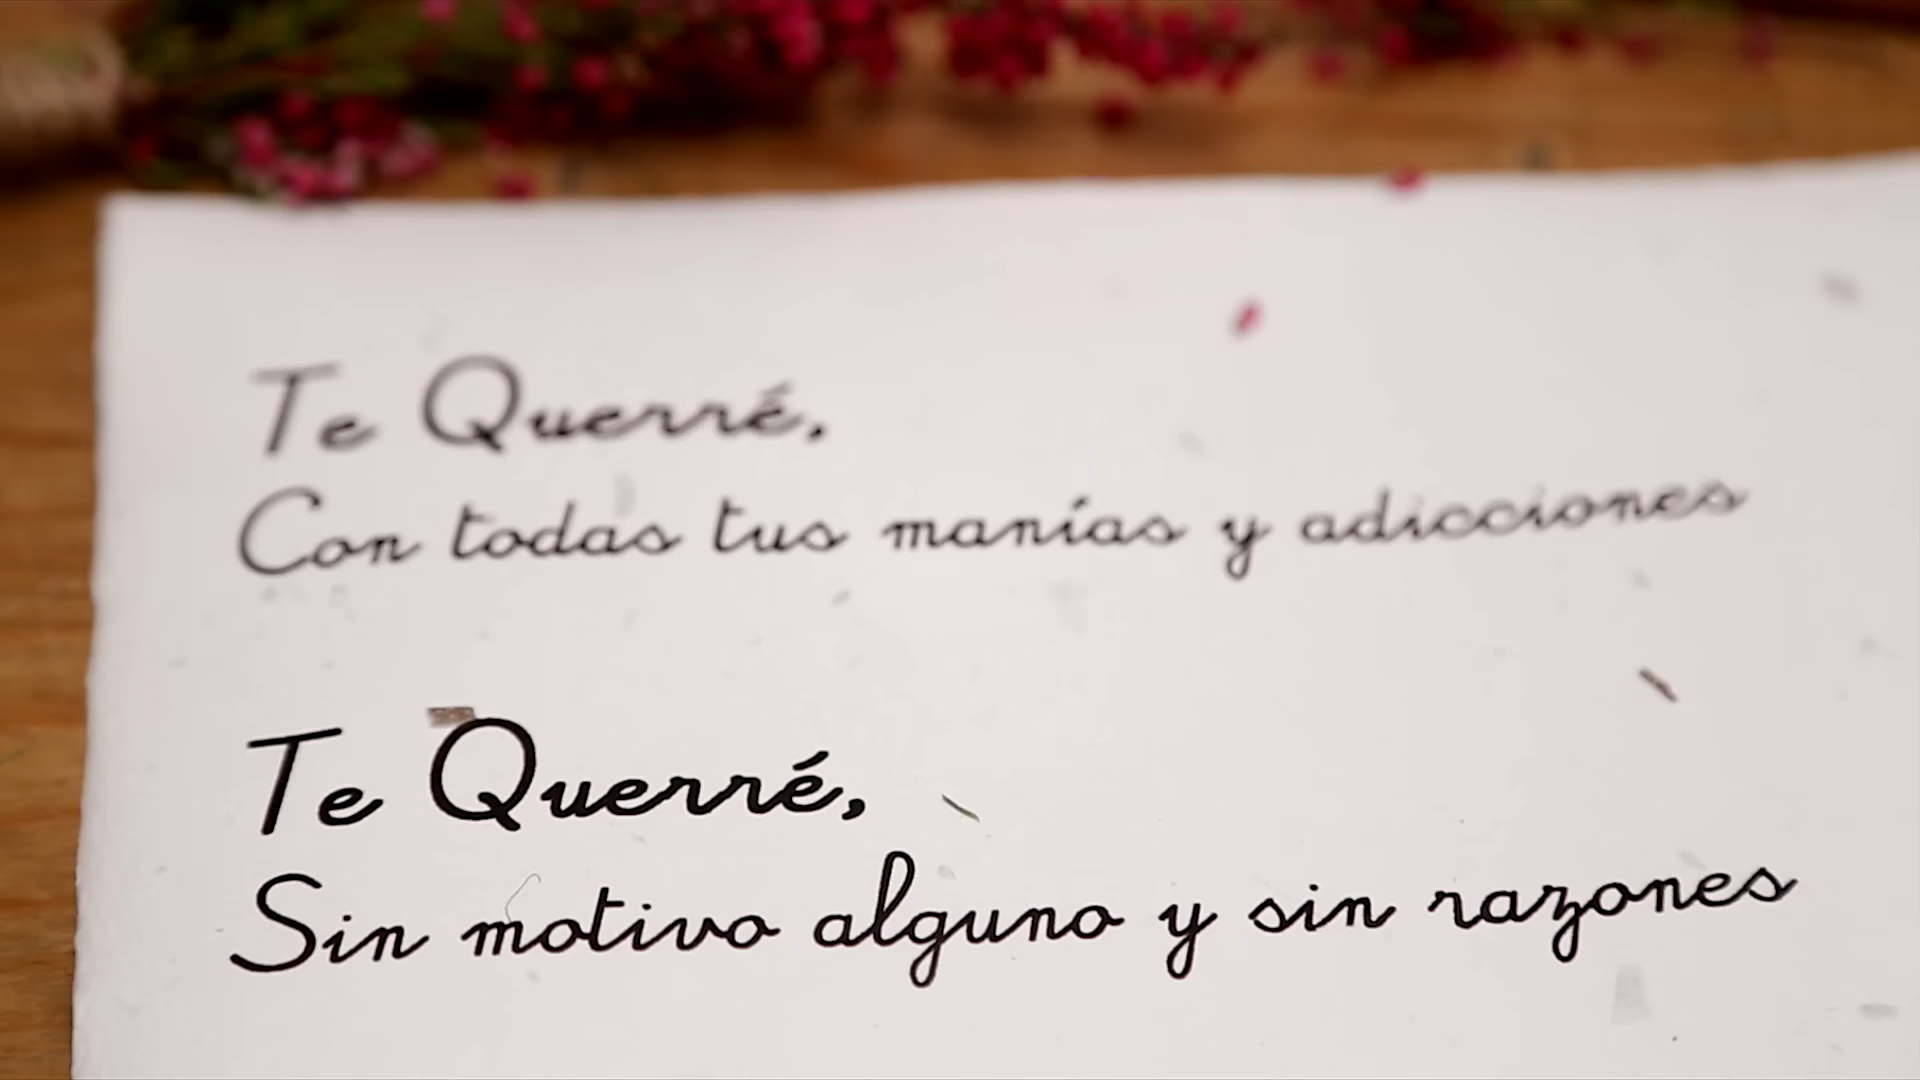 Te Querré,
Con todas tus manías y adicciones
Te Querré,
Sin motivo alguno y sin razones